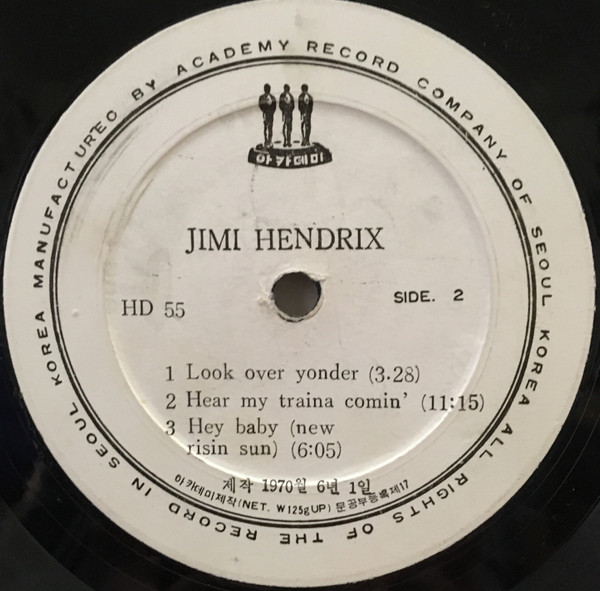 MANUFACTURED BY ACADEMY RECORD COMPANY OF SEOUL KOREA ALL RIGHTS OF THE RECORD IN SEOUL KOREA
아카데미
JIMI HENDRIX
HD 55
SIDE. 2
1 Look over yonder (3.28)
2 Hear my traina comin' (11:15)
3 Hey baby (new
risin sun) (6:05)
제작 1970월 6년 1일
아카데미제작(NET. W125gUP) 문공부등록제17